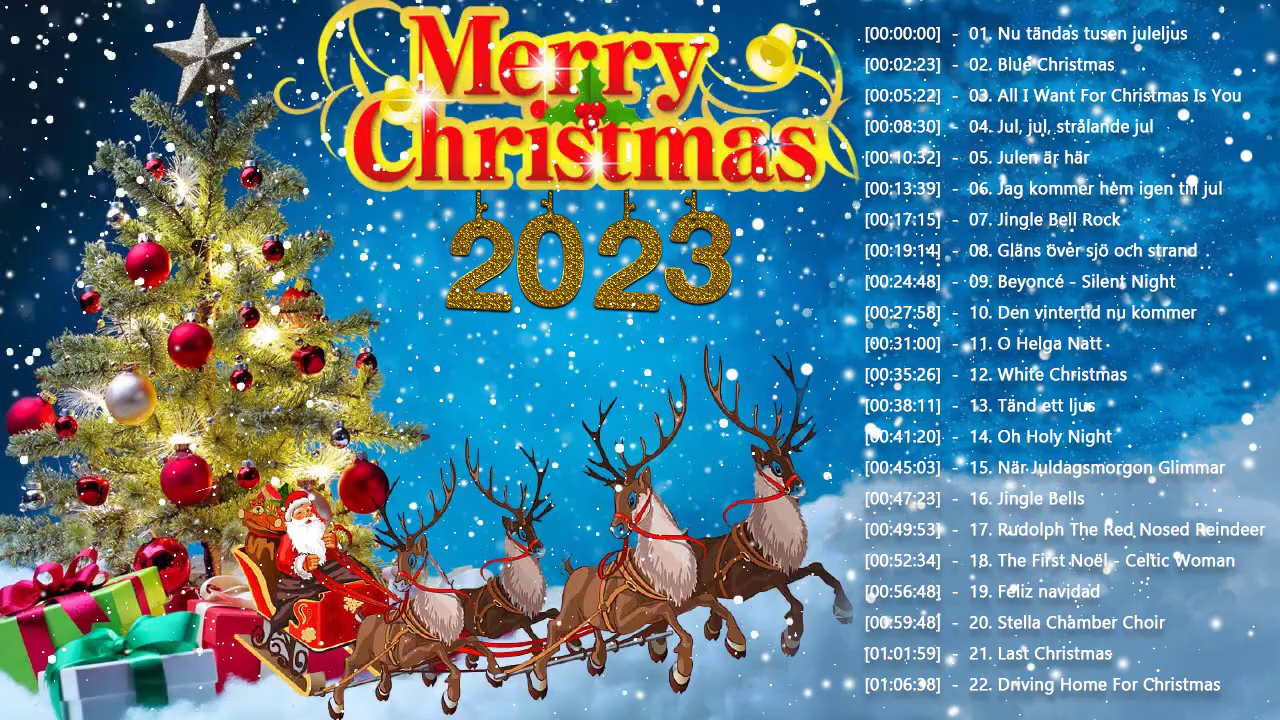 Merry
Christmas
2023
[00:00:00] - 01. Nu tändas tusen juleljus
[00:02:23] - 02. Blue Christmas
[00:05:22] - 03. All I Want For Christmas Is You
[00:08:30] - 04. Jul, jul, strålande jul
[00:10:32] - 05. Julen är här
[00:13:39] - 06. Jag kommer hem igen till jul
[00:17:15] - 07. Jingle Bell Rock
[00:19:14] - 08. Gläns över sjö och strand
[00:24:48] - 09. Beyoncé - Silent Night
[00:27:58] - 10. Den vintertid nu kommer
[00:31:00] - 11. O Helga Natt
[00:35:26] - 12. White Christmas
[00:38:11] - 13. Tänd ett ljus
[00:41:20] - 14. Oh Holy Night
[00:45:03] - 15. När Juldagsmorgon Glimmar
[00:47:23] - 16. Jingle Bells
[00:49:53] - 17. Rudolph The Red Nosed Reindeer
[00:52:34] - 18. The First Noël - Celtic Woman
[00:56:48] - 19. Feliz navidad
[00:59:48] - 20. Stella Chamber Choir
[01:01:59] - 21. Last Christmas
[01:06:38] - 22. Driving Home For Christmas